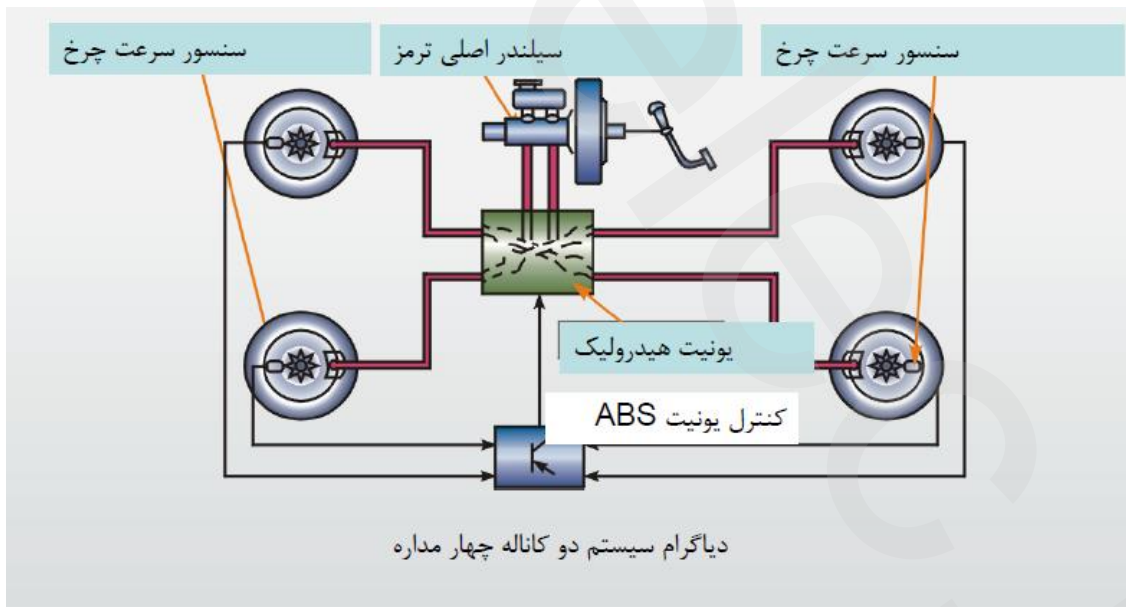 سنسور سرعت چرخ
سیلندر اصلی ترمز
سنسور سرعت چرخ
یونیت هیدرولیک
کنترل یونیت ABS
دیاگرام سیستم دو کاناله چهار مداره